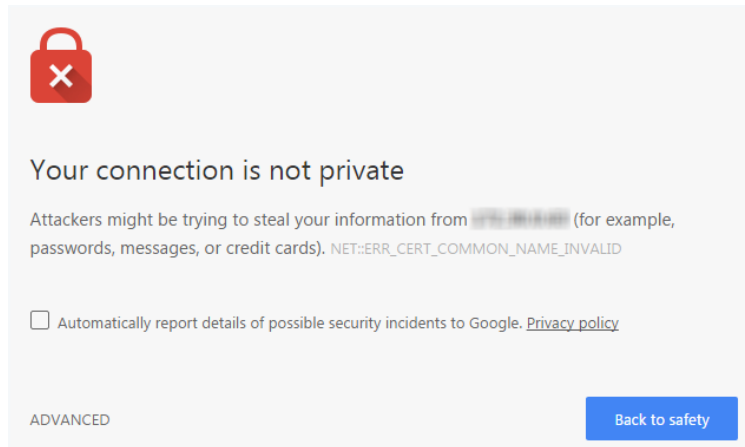 Your connection is not private
Attackers might be trying to steal your information from (for example,
passwords, messages, or credit cards). NET::ERR_CERT_COMMON_NAME_INVALID
Automatically report details of possible security incidents to Google. Privacy policy
ADVANCED
Back to safety